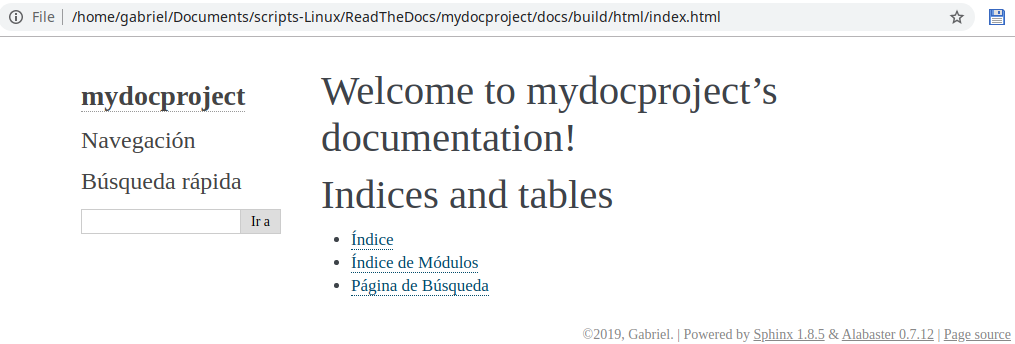 File /home/gabriel/Documents/scripts-Linux/ReadTheDocs/mydocproject/docs/build/html/index.html
mydocproject
Navegación
Búsqueda rápida
Ir a
Welcome to mydocproject’s
documentation!
Indices and tables
Índice
Índice de Módulos
Página de Búsqueda
©2019, Gabriel. | Powered by Sphinx 1.8.5 & Alabaster 0.7.12 | Page source